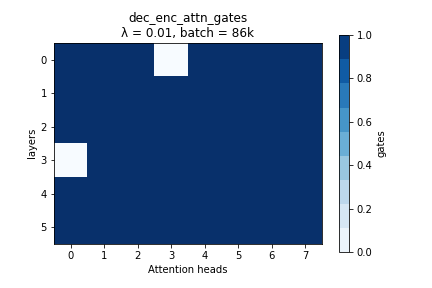 dec_enc_attn_gates
λ = 0.01, batch = 86k
layers
0
1
2
3
4
5
0 1 2 3 4 5 6 7
Attention heads
1.0
0.8
0.6
0.4
0.2
0.0
gates